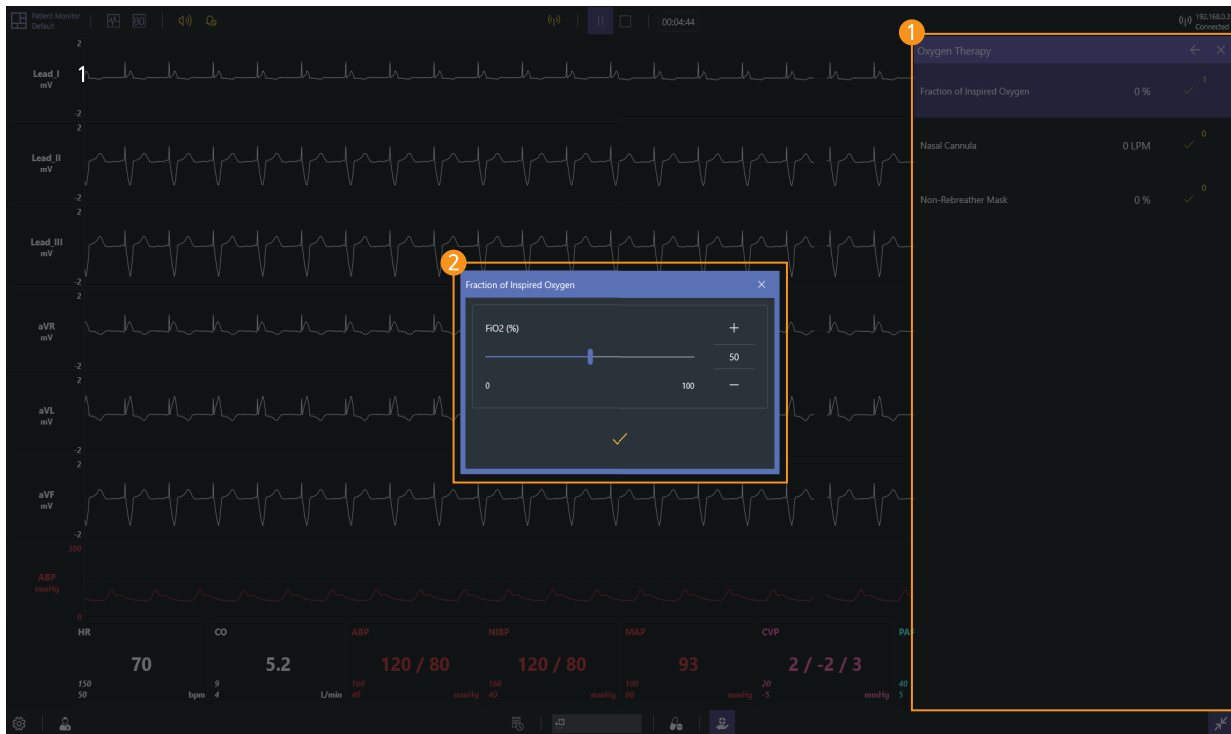 Patient Monitor
Default
80
00:04:44
192.168.0.3
Connected
1
Oxygen Therapy
Fraction of Inspired Oxygen 0 % 1
Nasal Cannula 0 LPM 0
Non-Rebreather Mask 0 % 0
2
Lead_I
mV
1
-2
2
Lead_II
mV
-2
2
Lead_III
mV
-2
2
aVR
mV
-2
2
aVL
mV
-2
2
aVF
mV
-2
300
ABP
mmHg
0
2
Fraction of Inspired Oxygen
FiO2 (%)
50
0 100
HR
70
150
50 bpm
CO
5.2
9
4 L/min
ABP
120 / 80
160
40 mmHg
NIBP
120 / 80
160
40 mmHg
MAP
93
100
60 mmHg
CVP
2 / -2 / 3
20
-5 mmHg
40
5